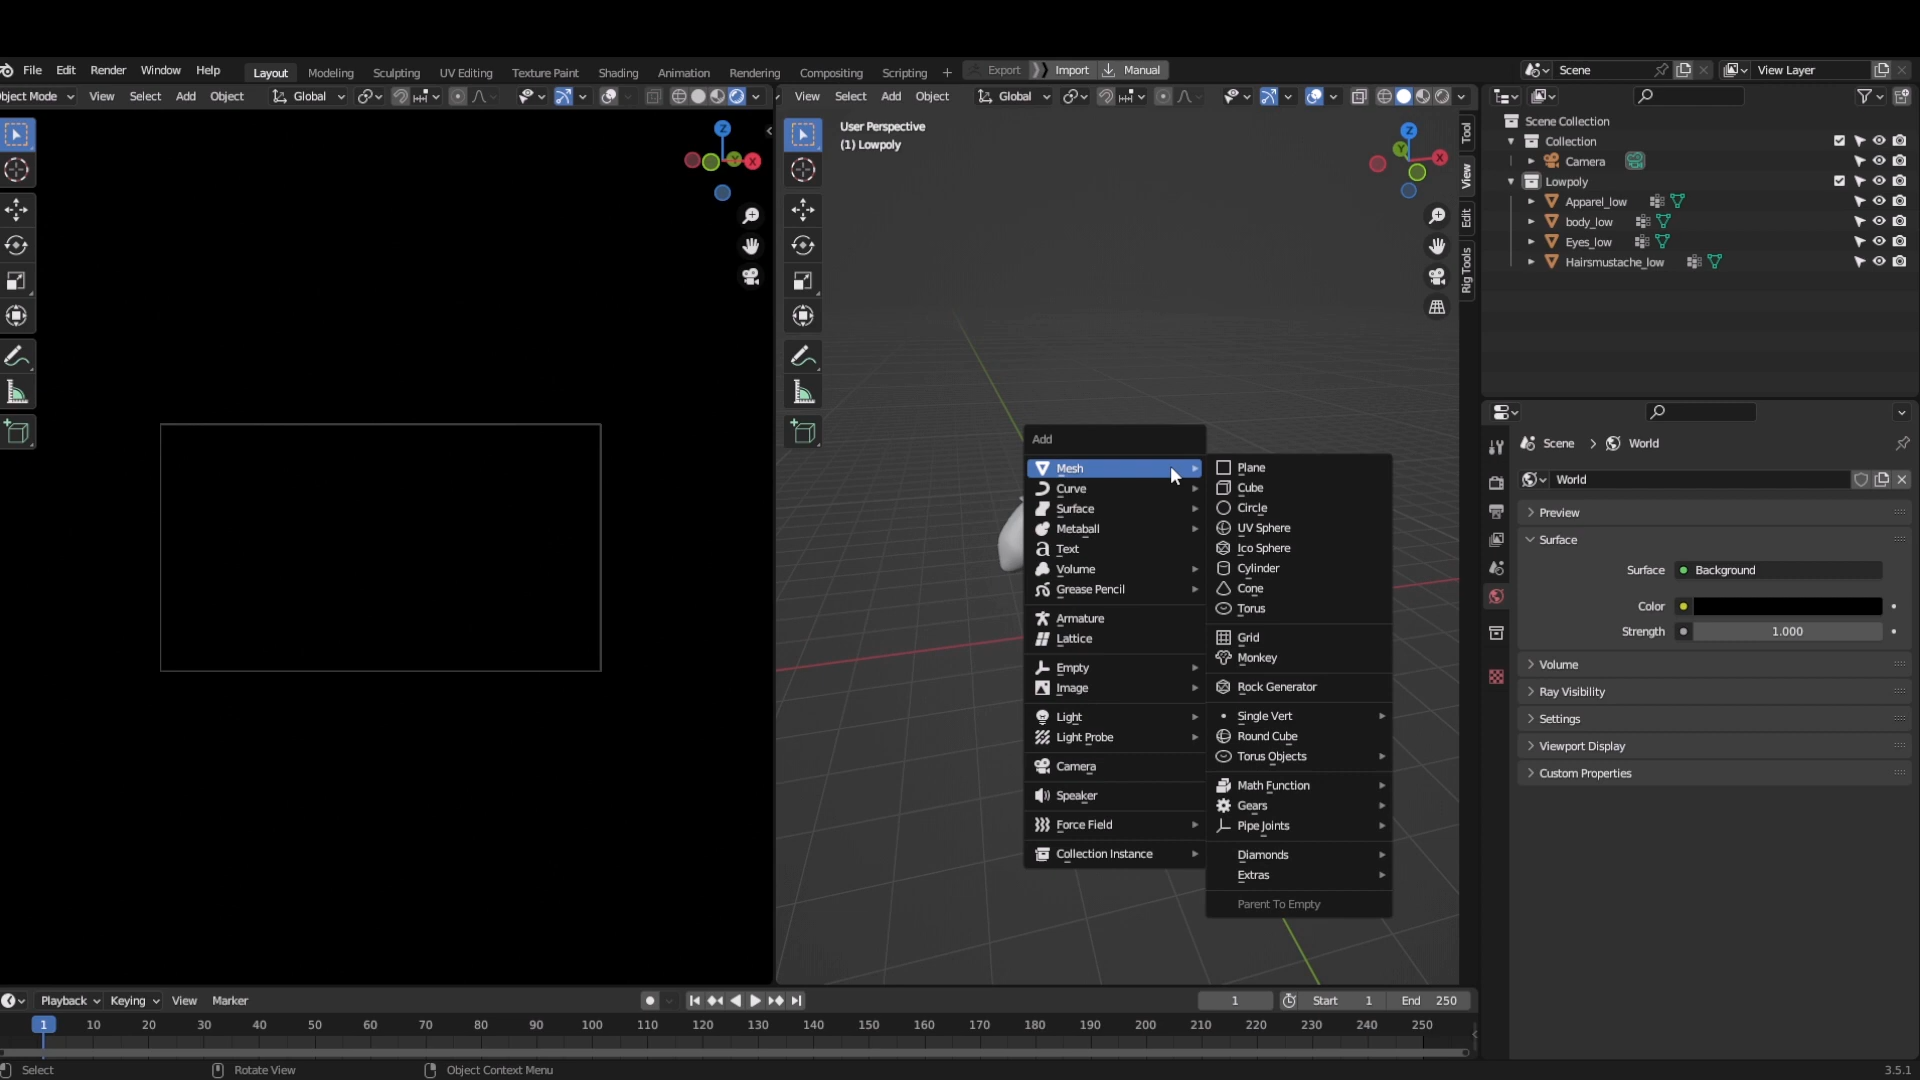 File Edit Render Window Help Layout Modeling Sculpting UV Editing Texture Paint Shading Animation Rendering Compositing Scripting + Export Import Manual Scene View Layer
bject Mode View Select Add Object Global View Select Add Object Global
User Perspective
(1) Lowpoly
Z
Y
X
Z
Y
X
Tool
View
Edit
Rig Tools
Scene Collection
Collection
Camera
Lowpoly
Apparel_low
body_low
Eyes_low
Hairsmustache_low
Add
Mesh
Curve
Surface
Metaball
Text
Volume
Grease Pencil
Armature
Lattice
Empty
Image
Light
Light Probe
Camera
Speaker
Force Field
Collection Instance
Plane
Cube
Circle
UV Sphere
Ico Sphere
Cylinder
Cone
Torus
Grid
Monkey
Rock Generator
Single Vert
Round Cube
Torus Objects
Math Function
Gears
Pipe Joints
Diamonds
Extras
Parent To Empty
Scene World
World
Preview
Surface
Surface Background
Color
Strength 1.000
Volume
Ray Visibility
Settings
Viewport Display
Custom Properties
Playback Keying View Marker 1 Start 1 End 250
1 10 20 30 40 50 60 70 80 90 100 110 120 130 140 150 160 170 180 190 200 210 220 230 240 250
Select Rotate View Object Context Menu 3.5.1